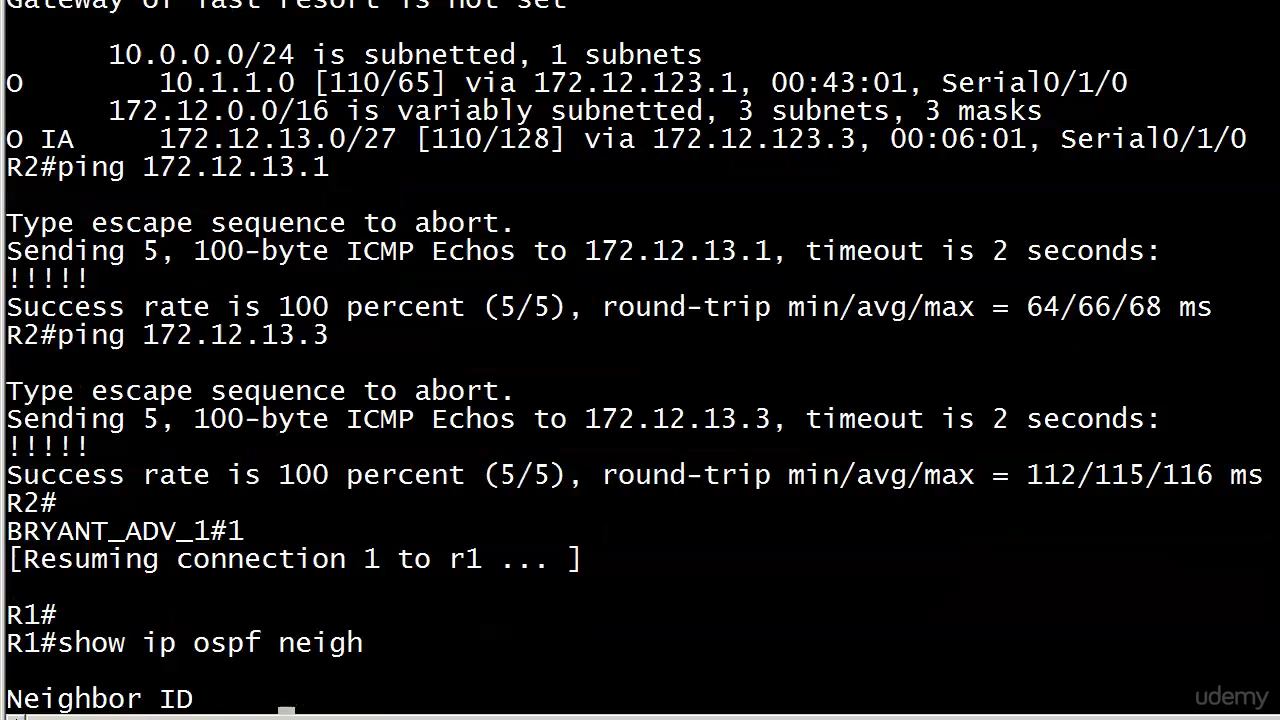 Gateway of last resort is not set
10.0.0.0/24 is subnetted, 1 subnets
O 10.1.1.0 [110/65] via 172.12.123.1, 00:43:01, Serial0/1/0
172.12.0.0/16 is variably subnetted, 3 subnets, 3 masks
O IA 172.12.13.0/27 [110/128] via 172.12.123.3, 00:06:01, Serial0/1/0
R2#ping 172.12.13.1
Type escape sequence to abort.
Sending 5, 100-byte ICMP Echos to 172.12.13.1, timeout is 2 seconds:
!!!!!
Success rate is 100 percent (5/5), round-trip min/avg/max = 64/66/68 ms
R2#ping 172.12.13.3
Type escape sequence to abort.
Sending 5, 100-byte ICMP Echos to 172.12.13.3, timeout is 2 seconds:
!!!!!
Success rate is 100 percent (5/5), round-trip min/avg/max = 112/115/116 ms
R2#
BRYANT_ADV_1#1
[Resuming connection 1 to r1 ... ]
R1#
R1#show ip ospf neigh
Neighbor ID
udemy